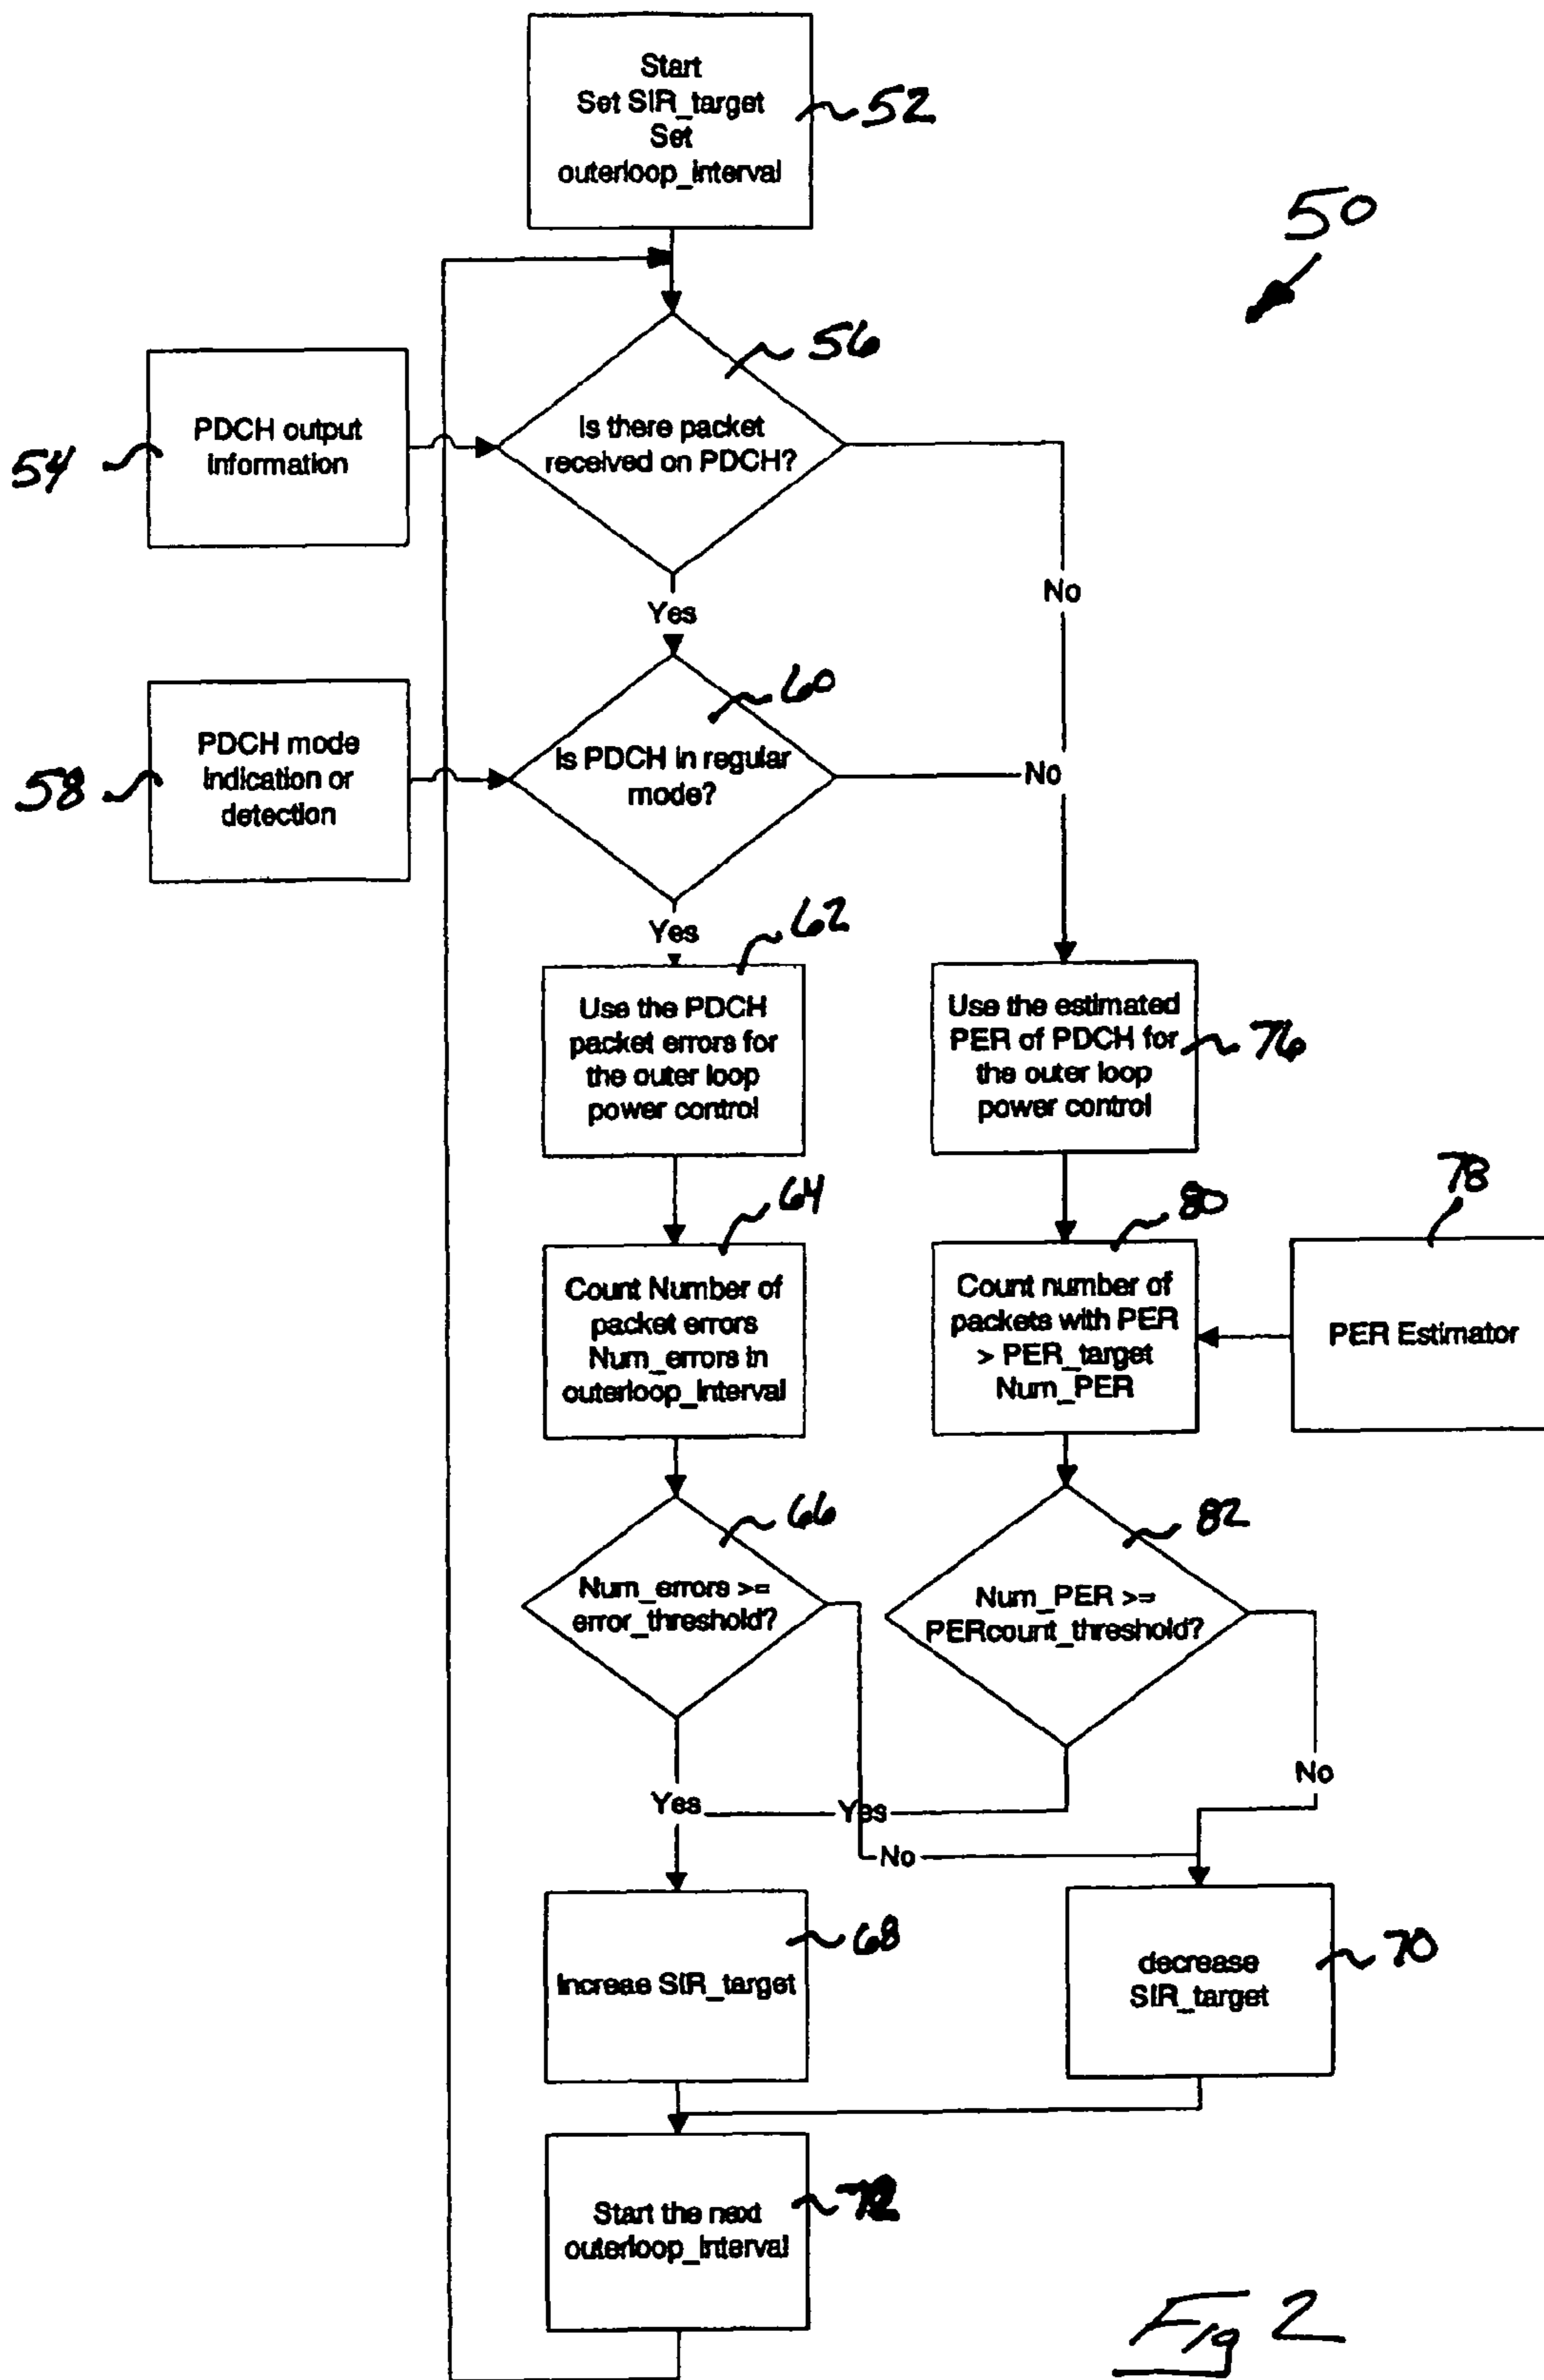 Start
Set SIR_target
Set
outerloop_interval
52
50
56
PDCH output
information
54
Is there packet
received on PDCH?
No
Yes
60
PDCH mode
indication or
detection
58
Is PDCH in regular
mode?
No
Yes
62
Use the PDCH
packet errors for
the outer loop
power control
Use the estimated
PER of PDCH for
the outer loop
power control
76
64
80
78
Count Number of
packet errors
Num_errors in
outerloop_interval
Count number of
packets with PER
> PER_target
Num_PER
PER Estimator
66
82
Num_errors >=
error_threshold?
Num_PER >=
PERcount_threshold?
No
Yes
Yes
No
68
Increae SIR_target
decrease
SIR_target
70
Start the next
outerloop_interval
72
Fig 2